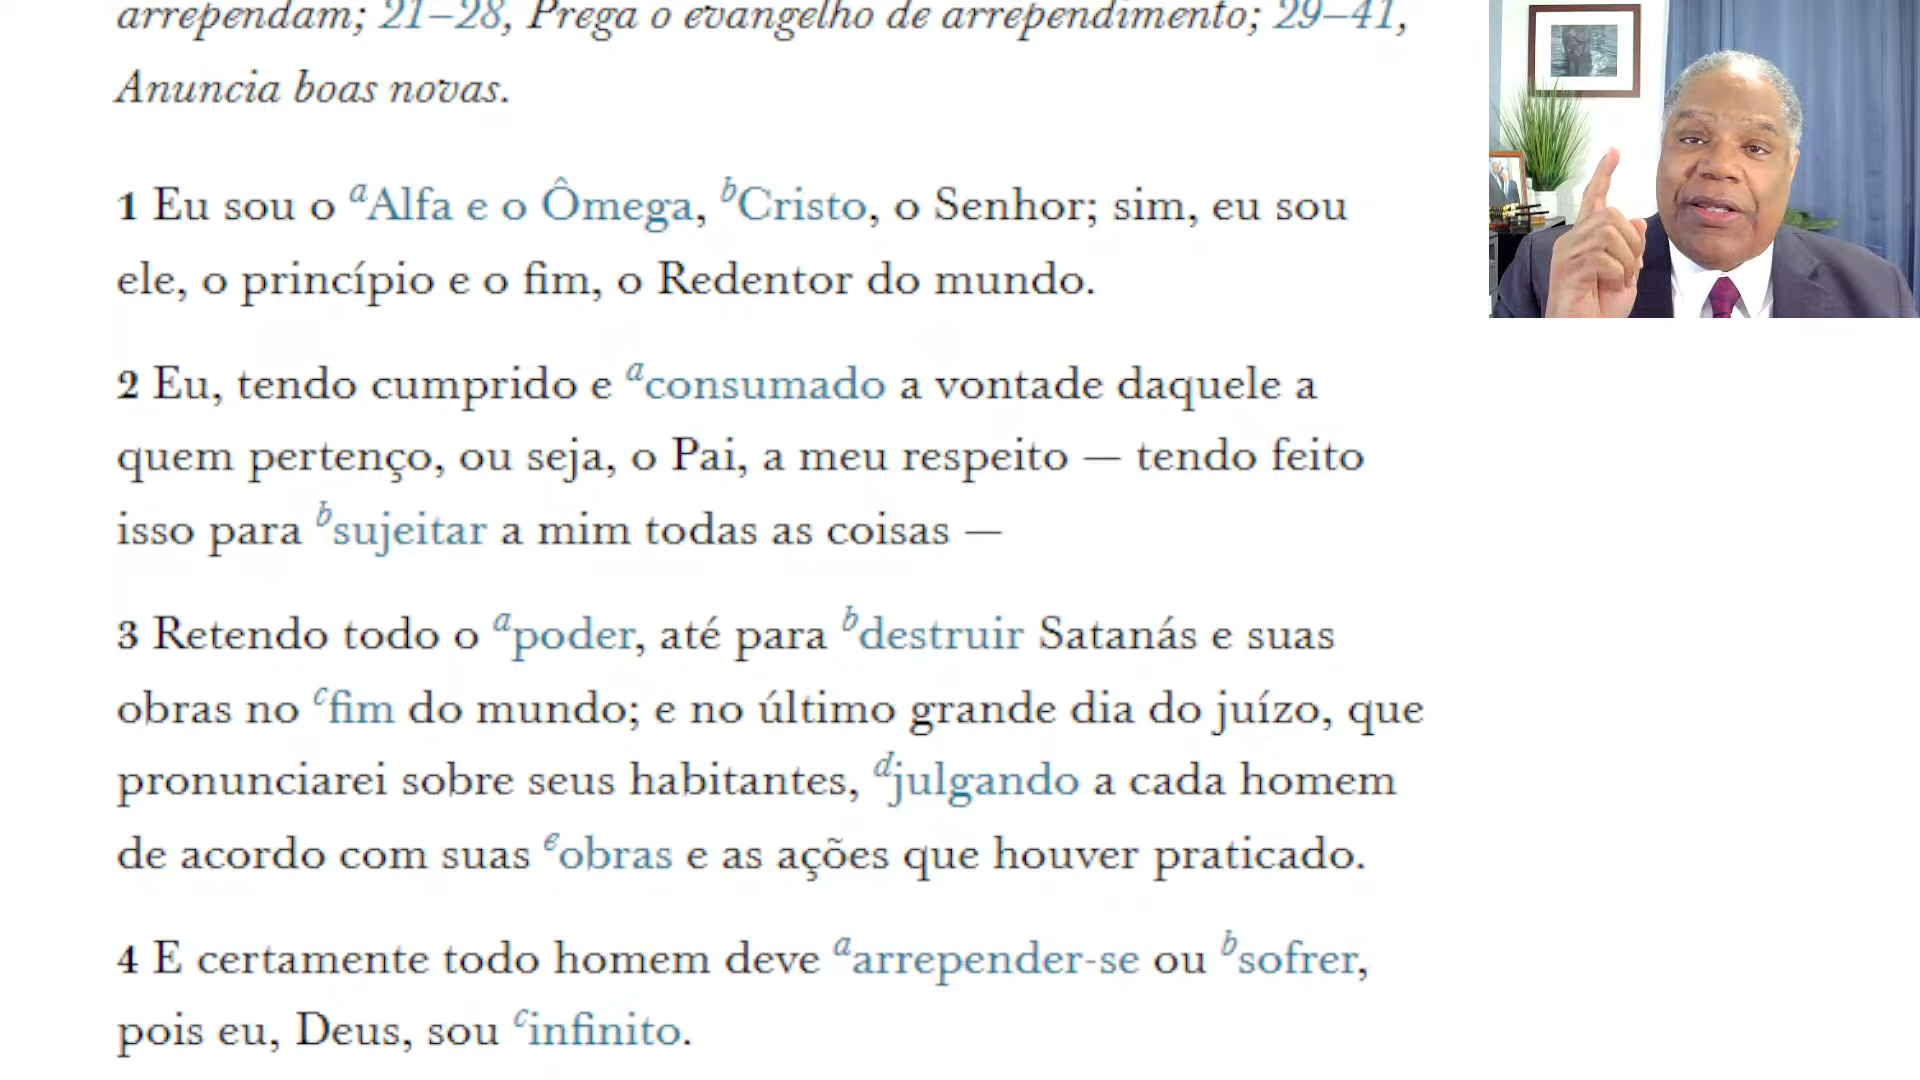 arrependam; 21–28, Prega o evangelho de arrependimento; 29–41,
Anuncia boas novas.
1 Eu sou o aAlfa e o Ômega, bCristo, o Senhor; sim, eu sou
ele, o princípio e o fim, o Redentor do mundo.
2 Eu, tendo cumprido e aconsumado a vontade daquele a
quem pertenço, ou seja, o Pai, a meu respeito — tendo feito
isso para bsujeitar a mim todas as coisas —
3 Retendo todo o apoder, até para bdestruir Satanás e suas
obras no cfim do mundo; e no último grande dia do juízo, que
pronunciarei sobre seus habitantes, djulgando a cada homem
de acordo com suas eobras e as ações que houver praticado.
4 E certamente todo homem deve aarrepender-se ou bsofrer,
pois eu, Deus, sou cinfinito.